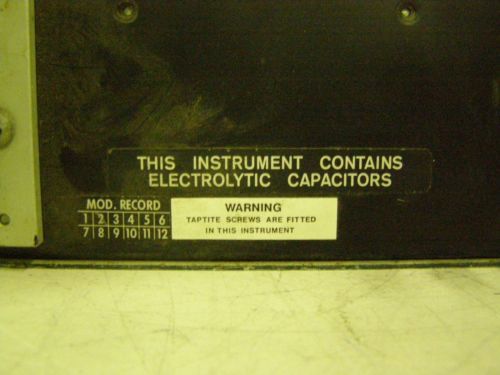 THIS INSTRUMENT CONTAINS
ELECTROLYTIC CAPACITORS
MOD. RECORD
1 2 3 4 5 6
7 8 9 10 11 12
WARNING
TAPTITE SCREWS ARE FITTED
IN THIS INSTRUMENT